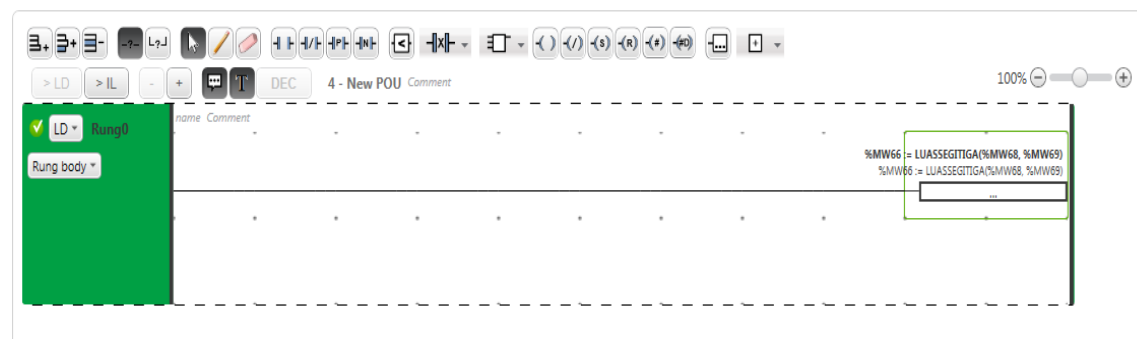 -?- L?┘ P N < X ( ) (/) (S) (R) (#) (#D) ... +
> LD > IL - + T DEC 4 - New POU Comment 100% - +
LD Rung0 name Comment
%MW66 := LUASSEGITIGA(%MW68, %MW69)
Rung body %MW66 := LUASSEGITIGA(%MW68, %MW69)
...